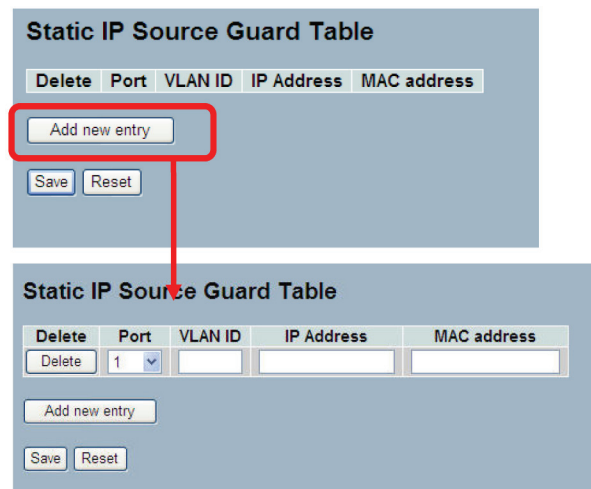 Static IP Source Guard Table
Delete Port VLAN ID IP Address MAC address
Add new entry
Save Reset
Static IP Source Guard Table
Delete Port VLAN ID IP Address MAC address
Delete 1
Add new entry
Save Reset